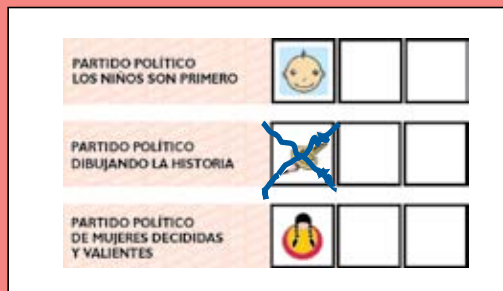 PARTIDO POLÍTICO
LOS NIÑOS SON PRIMERO
PARTIDO POLÍTICO
DIBUJANDO LA HISTORIA
PARTIDO POLÍTICO
DE MUJERES DECIDIDAS
Y VALIENTES